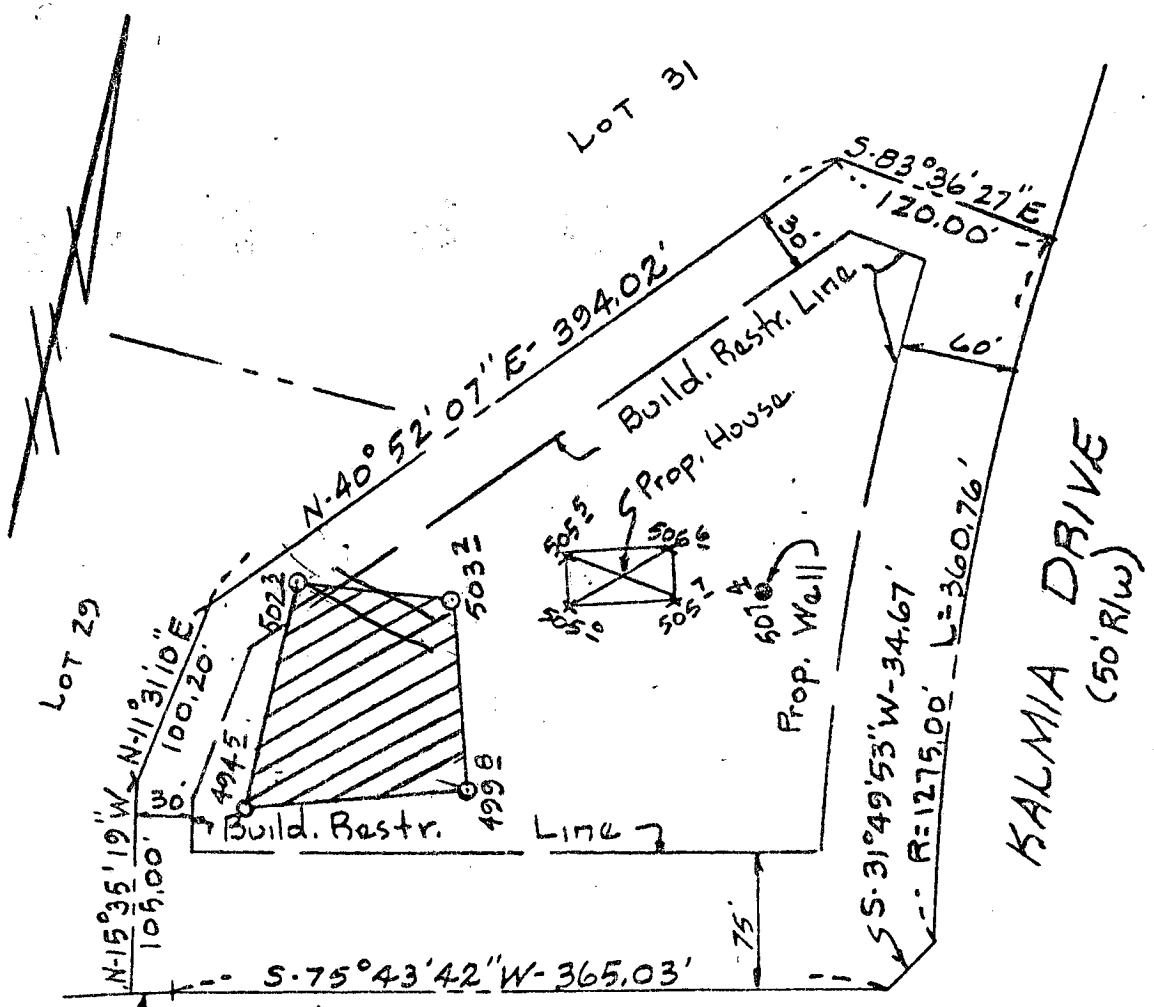 LOT 31
S.83°36'27"E
120.00'
30.
N.40°52'07"E - 394.02'
Build. Restr. Line
60'
Prop. House.
505 5
506 6
505 10
505 7
507 4
Prop. Well
502 3
503 2
494 5
499 8
LOT 29
N-11°31'10"E
100.20'
30.
N-15°35'19"W
105.00'
Build. Restr. Line
75'
S.75°43'42"W - 365.03'
S.31°49'53"W - 34.67'
R=1275.00' L=360.76'
KALMIA DRIVE
(50' R/W)